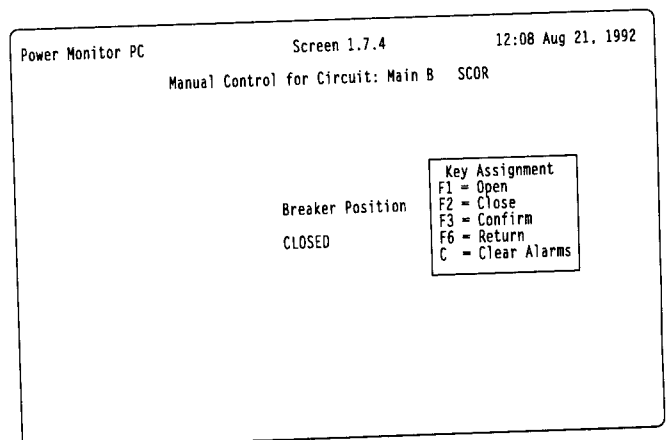 Power Monitor PC Screen 1.7.4 12:08 Aug 21, 1992
Manual Control for Circuit: Main B SCOR
Breaker Position
CLOSED
Key Assignment
F1 = Open
F2 = Close
F3 = Confirm
F6 = Return
C = Clear Alarms